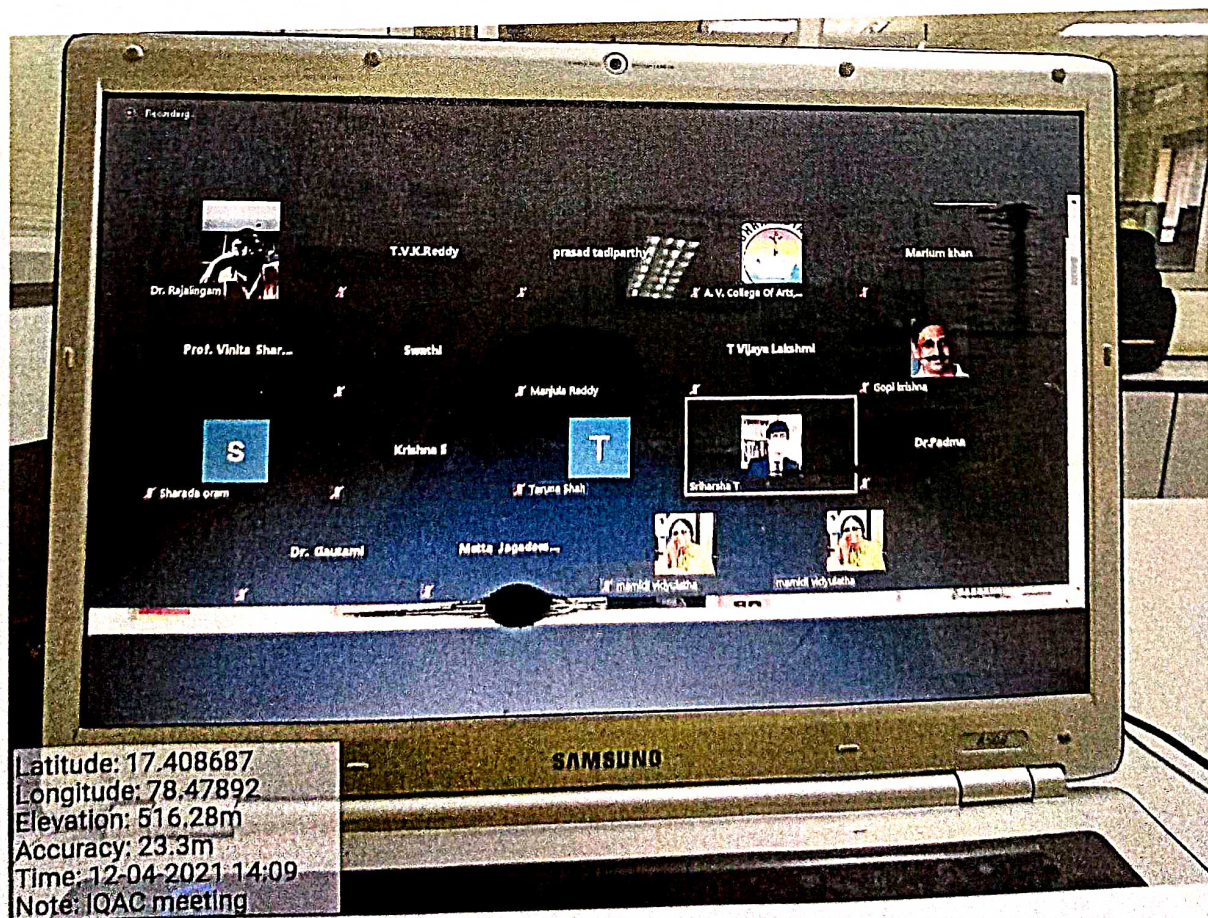 Recording
T.V.K.Reddy
prasad tadiparthy
Marium khan
Dr. Rajalingam
A. V. College Of Arts,...
Prof. Vinita Shar...
Swathi
T Vijaya Lakshmi
Manjula Reddy
Gopi krishna
S
Krishna E
T
Dr.Padma
Sharada oram
Taruna Shah
Sriharsha T
Dr. Gautami
Motta Jagadees...
mamidi vidyulatha
mamidi vidyulatha
SAMSUNG
Latitude: 17.408687
Longitude: 78.47892
Elevation: 516.28m
Accuracy: 23.3m
Time: 12-04-2021 14:09
Note: IQAC meeting